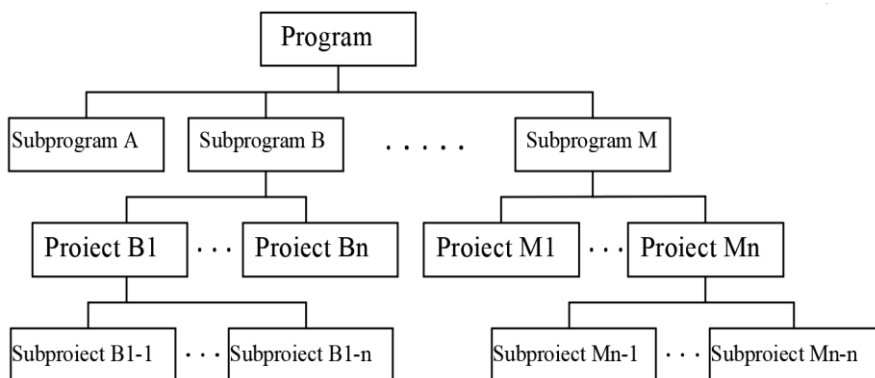 Program
Subprogram A Subprogram B . . . . . Subprogram M
Proiect B1 . . . Proiect Bn Proiect M1 . . . Proiect Mn
Subproiect B1-1 . . . Subproiect B1-n Subproiect Mn-1 . . . Subproiect Mn-n